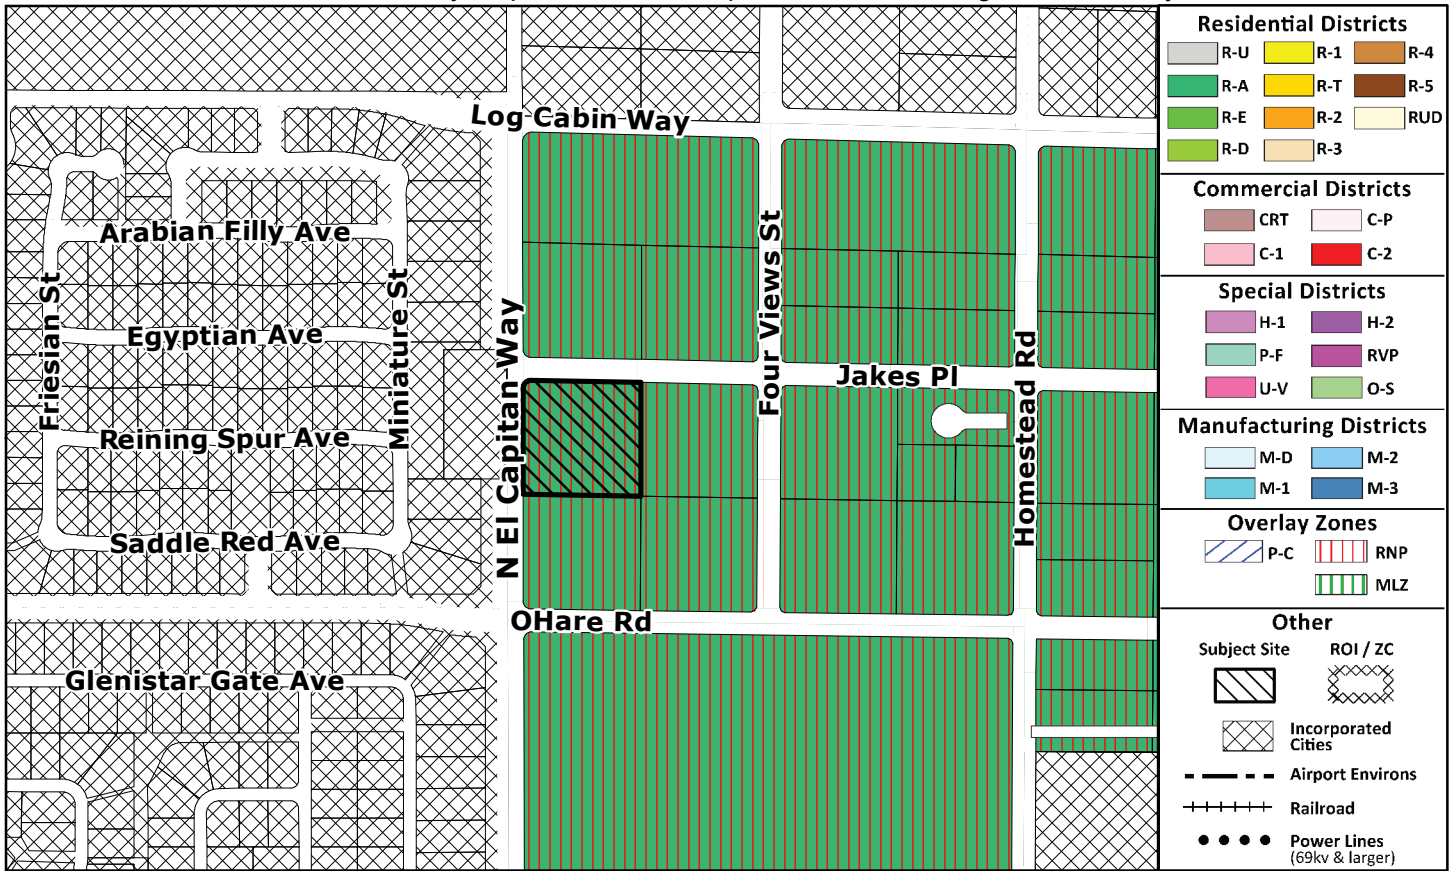 Log Cabin Way
Arabian Filly Ave
Friesian St
Miniature St
Egyptian Ave
N El Capitan Way
Four Views St
Jakes Pl
Homestead Rd
Reining Spur Ave
Saddle Red Ave
OHare Rd
Glenistar Gate Ave
Residential Districts
R-U R-1 R-4
R-A R-T R-5
R-E R-2 RUD
R-D R-3
Commercial Districts
CRT C-P
C-1 C-2
Special Districts
H-1 H-2
P-F RVP
U-V O-S
Manufacturing Districts
M-D M-2
M-1 M-3
Overlay Zones
P-C RNP
MLZ
Other
Subject Site ROI / ZC
Incorporated
Cities
Airport Environs
Railroad
Power Lines
(69kv & larger)